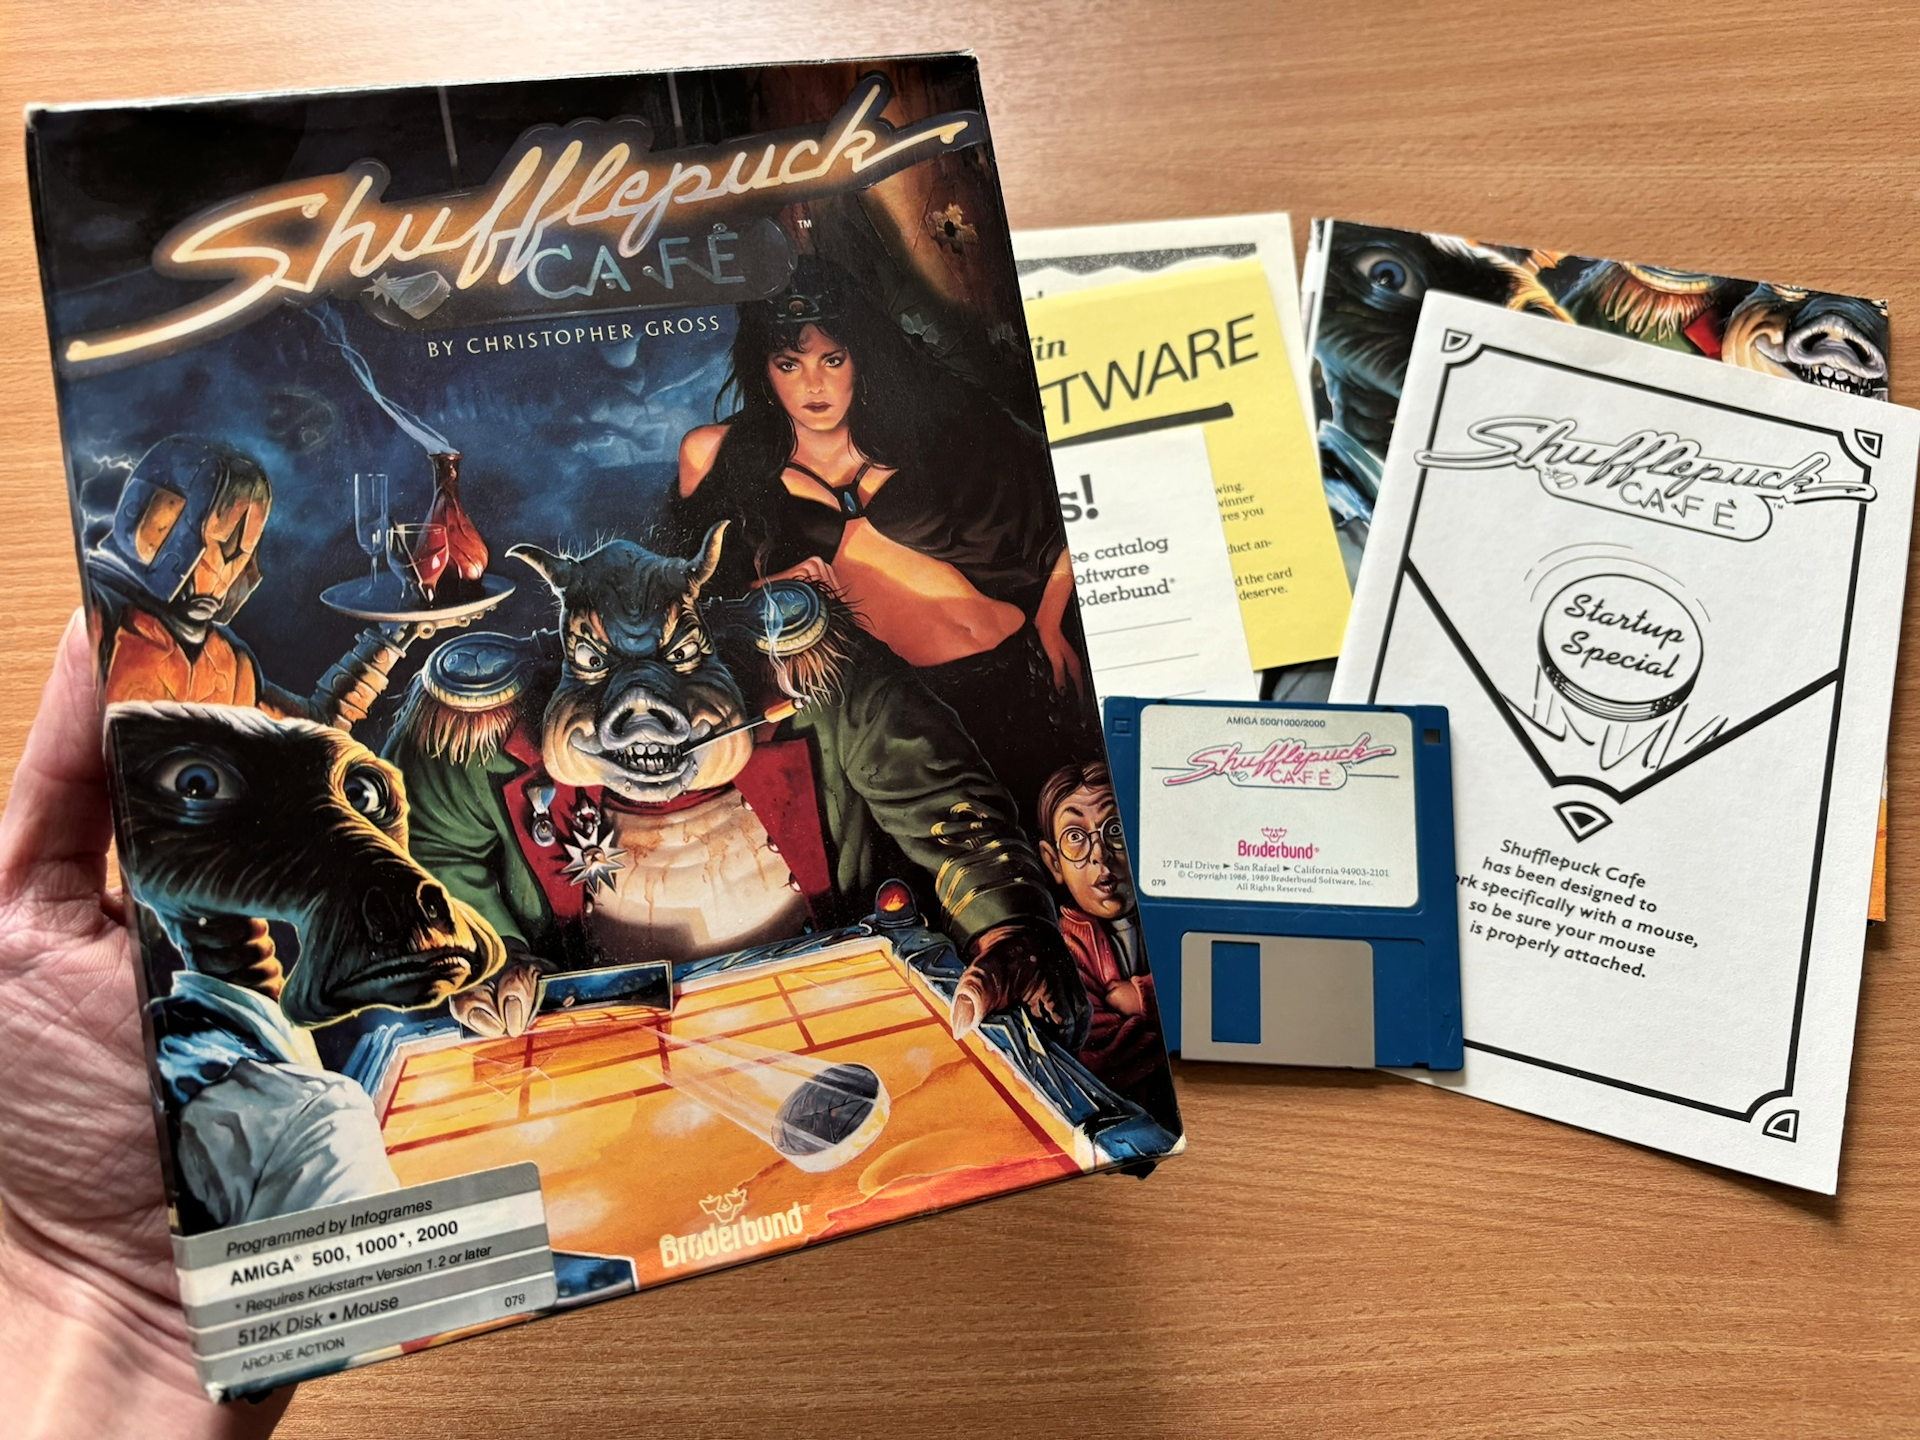 Shufflepuck
CAFÉ™
BY CHRISTOPHER GROSS
Programmed by Infogrames
AMIGA® 500, 1000*, 2000
* Requires Kickstart™ Version 1.2 or later
512K Disk • Mouse
079
ARCADE ACTION
Brøderbund®
in
TWARE
wing.
winner
res you
duct an-
d the card
deserve.
s!
ee catalog
oftware
øderbund®
AMIGA 500/1000/2000
Shufflepuck
CAFÉ
Brøderbund®
17 Paul Drive ► San Rafael ► California 94903-2101
© Copyright 1988, 1989 Brøderbund Software, Inc.
079
All Rights Reserved.
Shufflepuck
CAFÉ™
Startup
Special
Shufflepuck Cafe
has been designed to
rk specifically with a mouse,
so be sure your mouse
is properly attached.